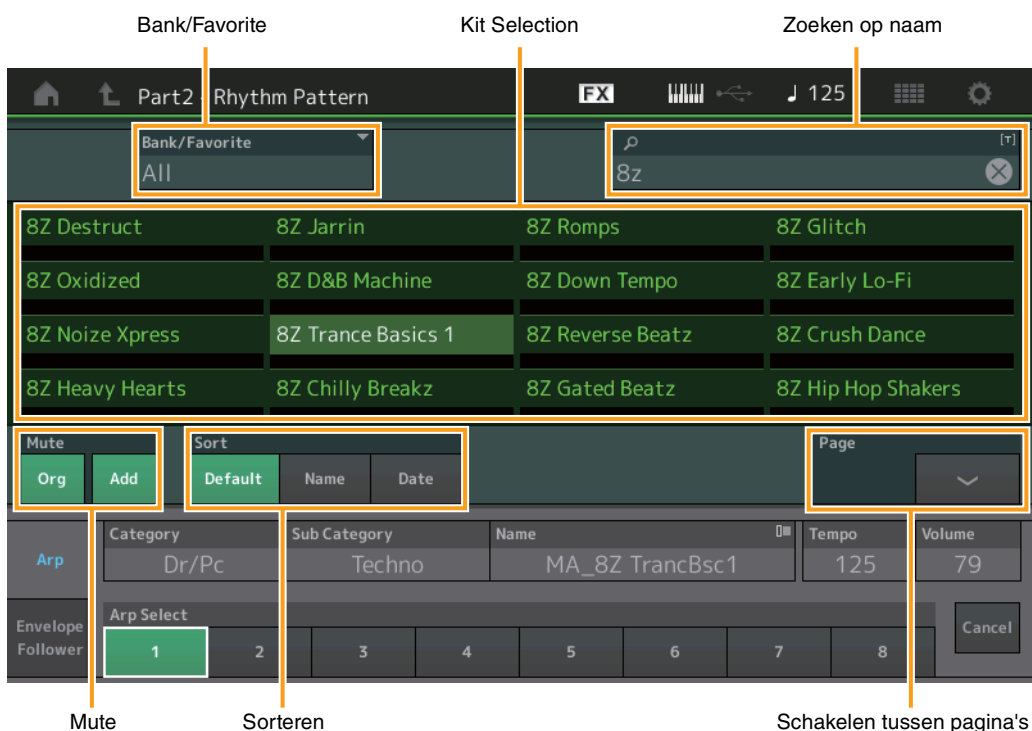 Bank/Favorite Kit Selection Zoeken op naam
Part2 - Rhythm Pattern FX ♩ 125
Bank/Favorite [T]
All 8z
8Z Destruct 8Z Jarrin 8Z Romps 8Z Glitch
8Z Oxidized 8Z D&B Machine 8Z Down Tempo 8Z Early Lo-Fi
8Z Noize Xpress 8Z Trance Basics 1 8Z Reverse Beatz 8Z Crush Dance
8Z Heavy Hearts 8Z Chilly Breakz 8Z Gated Beatz 8Z Hip Hop Shakers
Mute Sort Page
Org Add Default Name Date
Category Sub Category Name Tempo Volume
Arp Dr/Pc Techno MA_8Z TrancBsc1 125 79
Arp Select
Envelope Follower 1 2 3 4 5 6 7 8 Cancel
Mute Sorteren Schakelen tussen pagina's